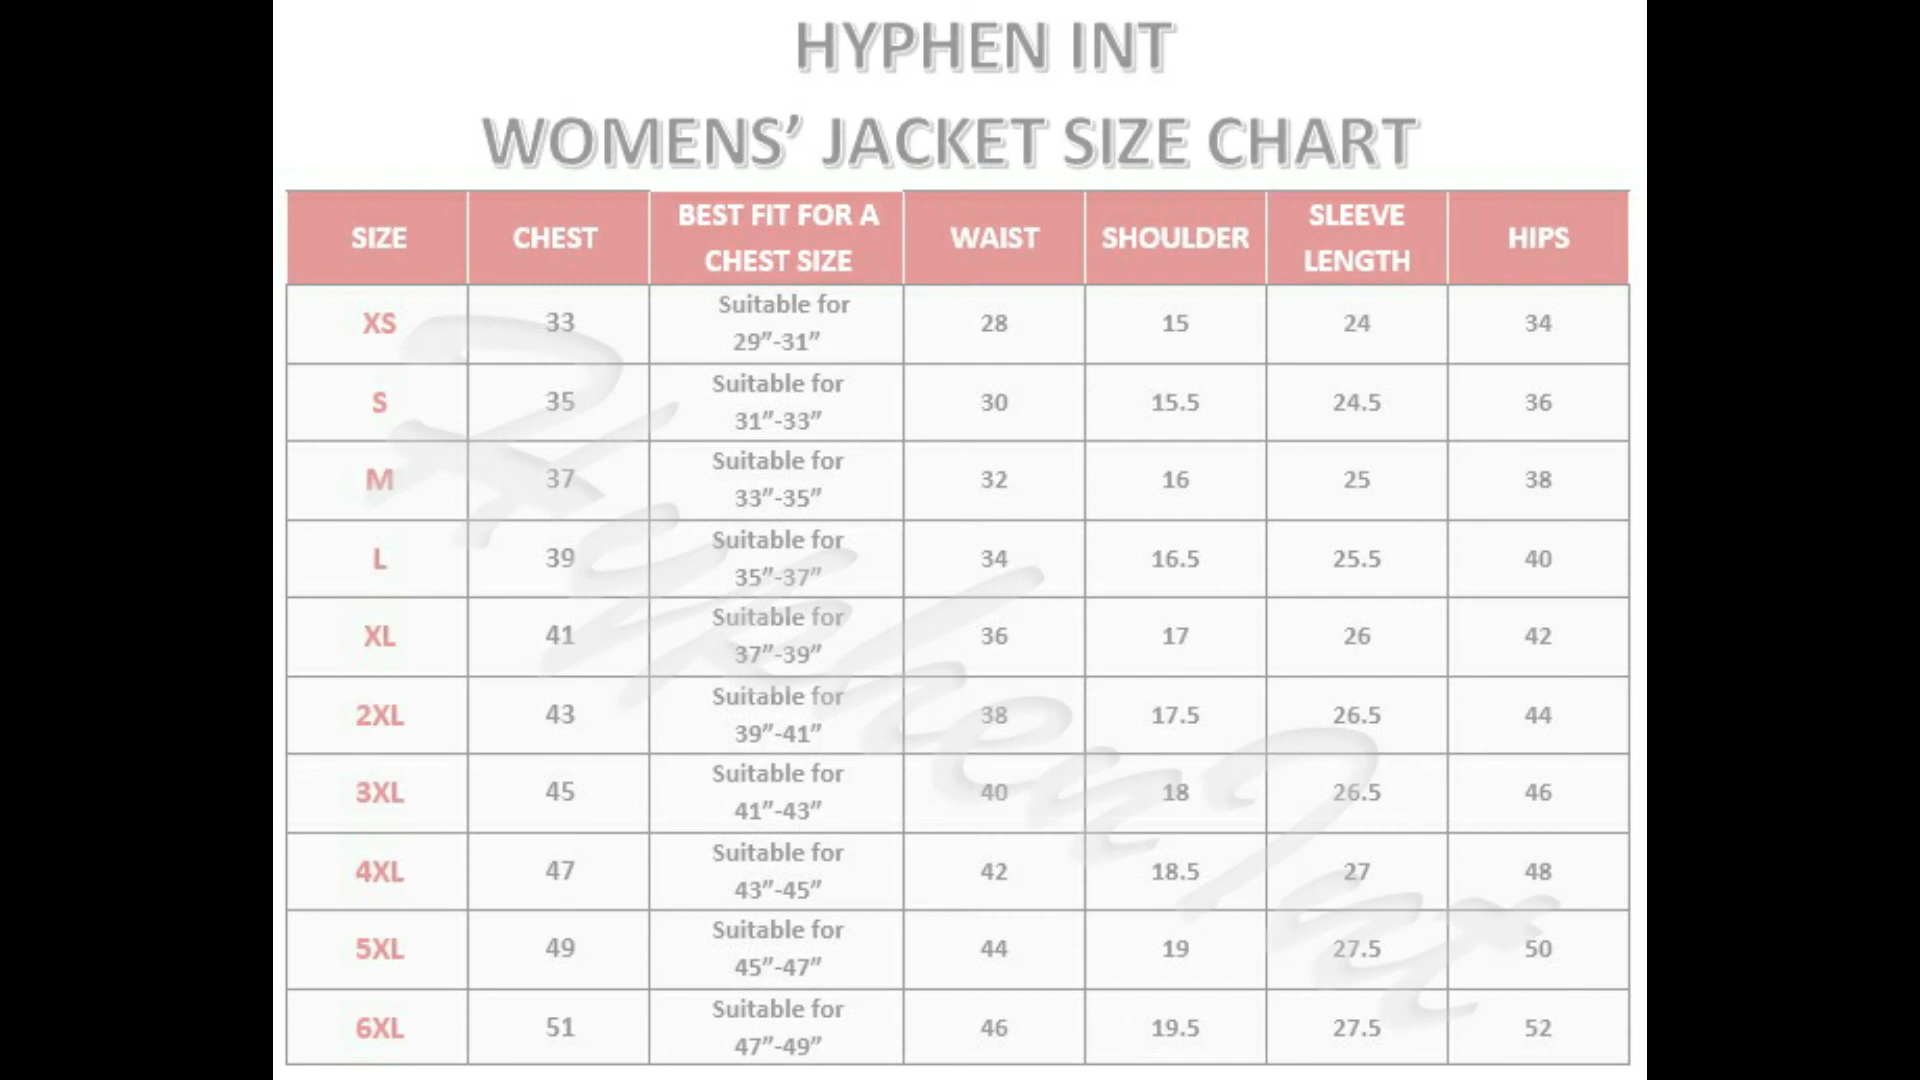 HYPHEN INT
WOMENS’ JACKET SIZE CHART
SIZE CHEST BEST FIT FOR A CHEST SIZE WAIST SHOULDER SLEEVE LENGTH HIPS
XS 33 Suitable for 29”-31” 28 15 24 34
S 35 Suitable for 31”-33” 30 15.5 24.5 36
M 37 Suitable for 33”-35” 32 16 25 38
L 39 Suitable for 35”-37” 34 16.5 25.5 40
XL 41 Suitable for 37”-39” 36 17 26 42
2XL 43 Suitable for 39”-41” 38 17.5 26.5 44
3XL 45 Suitable for 41”-43” 40 18 26.5 46
4XL 47 Suitable for 43”-45” 42 18.5 27 48
5XL 49 Suitable for 45”-47” 44 19 27.5 50
6XL 51 Suitable for 47”-49” 46 19.5 27.5 52
Hyphen Int